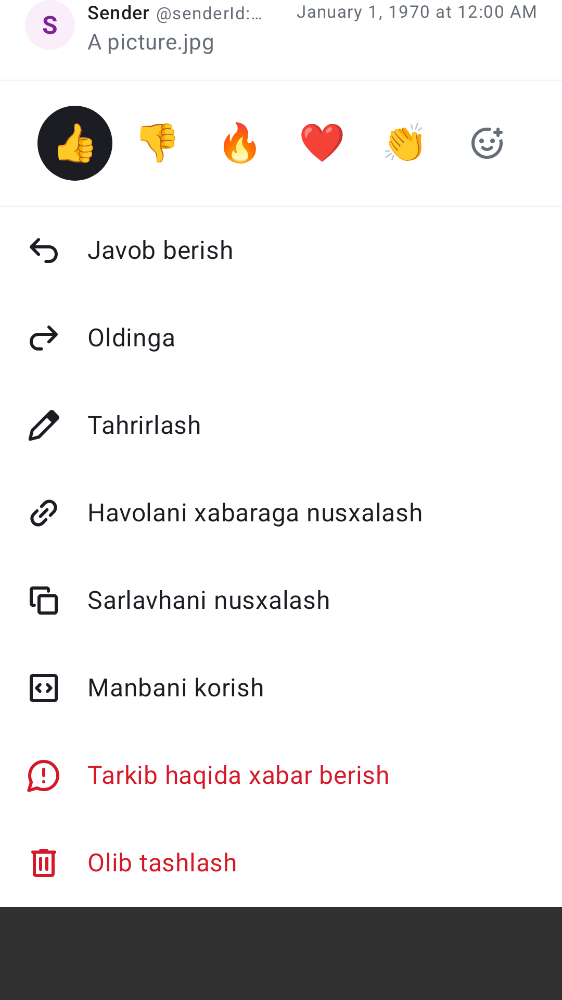 S Sender @senderId:… January 1, 1970 at 12:00 AM
A picture.jpg
Javob berish
Oldinga
Tahrirlash
Havolani xabaraga nusxalash
Sarlavhani nusxalash
Manbani korish
Tarkib haqida xabar berish
Olib tashlash